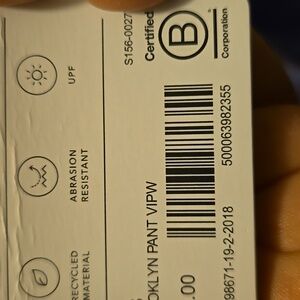 UPF
ABRASION
RESISTANT
RECYCLED
MATERIAL
S156-0027
Certified
B
Corporation
500063982355
OKLYN PANT VIPW
.00
98671-19-2-2018